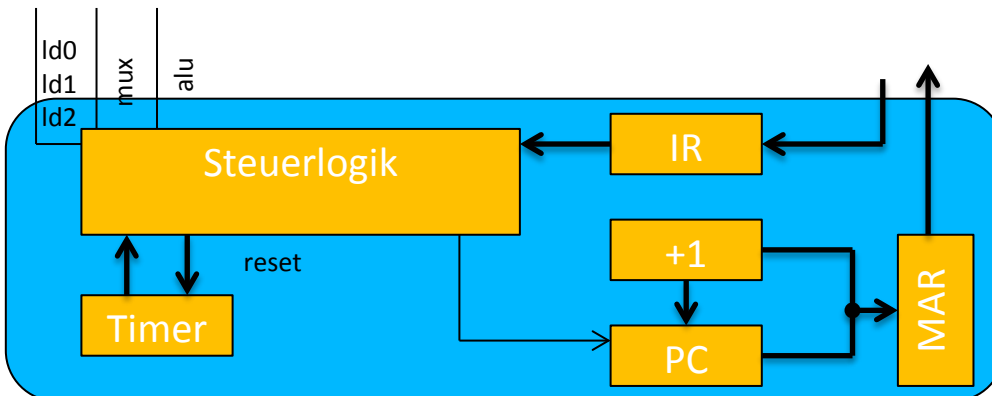 ld0
ld1
ld2
mux
alu
Steuerlogik
IR
reset
+1
Timer
PC
MAR